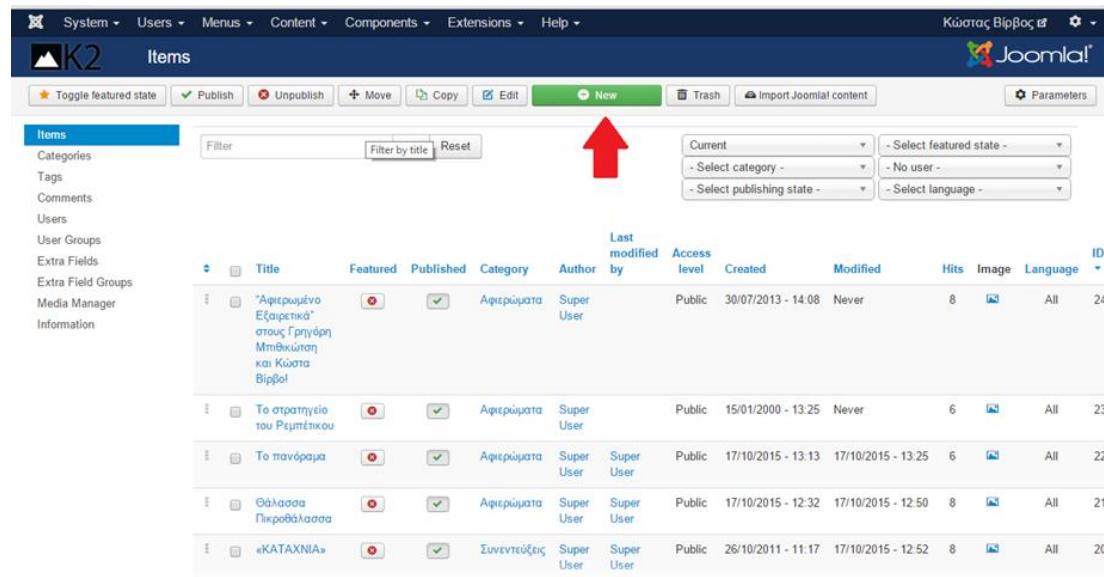 System Users Menus Content Components Extensions Help Κώστας Βίρβος
K2 Items Joomla!
Toggle featured state Publish Unpublish Move Copy Edit New Trash Import Joomla! content Parameters
Items
Categories
Tags
Comments
Users
User Groups
Extra Fields
Extra Field Groups
Media Manager
Information
Filter Filter by title Reset
Current - Select featured state -
- Select category - - No user -
- Select publishing state - - Select language -
Title Featured Published Category Author Last modified by Access level Created Modified Hits Image Language ID
"Αφιερωμένο Super Public 30/07/2013 - 14:08 Never 8 All 24
Εξαιρετικά" User
στους Γρηγόρη
Μπιθικώτση
και Κώστα
Βίρβο!
Αφιερώματα
Το στρατηγείο Αφιερώματα Super Public 15/01/2000 - 13:25 Never 6 All 23
του Ρεμπέτικου User
Το πανόραμα Αφιερώματα Super Super Public 17/10/2015 - 13:13 17/10/2015 - 13:25 6 All 22
User User
Θάλασσα Αφιερώματα Super Super Public 17/10/2015 - 12:32 17/10/2015 - 12:50 8 All 21
Πικροθάλασσα User User
«ΚΑΤΑΧΝΙΑ» Συνεντεύξεις Super Super Public 26/10/2011 - 11:17 17/10/2015 - 12:52 8 All 20
User User